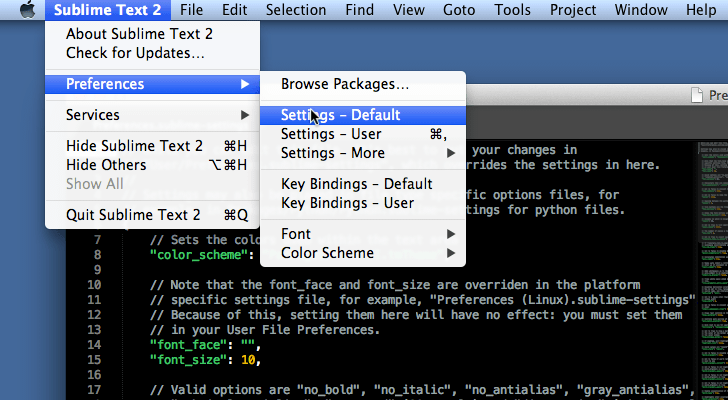 Sublime Text 2 File Edit Selection Find View Goto Tools Project Window Help
About Sublime Text 2
Check for Updates...
Preferences
Services
Hide Sublime Text 2 ⌘H
Hide Others ⌥⌘H
Show All
Quit Sublime Text 2 ⌘Q
Browse Packages...
Settings – Default
Settings – User ⌘,
Settings – More
Key Bindings – Default
Key Bindings – User
Font
Color Scheme
Pre
your changes in
rides the settings in here.
fic options files, for
tings for python files.
7 // Sets the colo
8 "color_scheme":
9
10 // Note that the font_face and font_size are overriden in the platform
11 // specific settings file, for example, "Preferences (Linux).sublime-settings"
12 // Because of this, setting them here will have no effect: you must set them
13 // in your User File Preferences.
14 "font_face": "",
15 "font_size": 10,
16
17 // Valid options are "no_bold", "no_italic", "no_antialias", "gray_antialias",